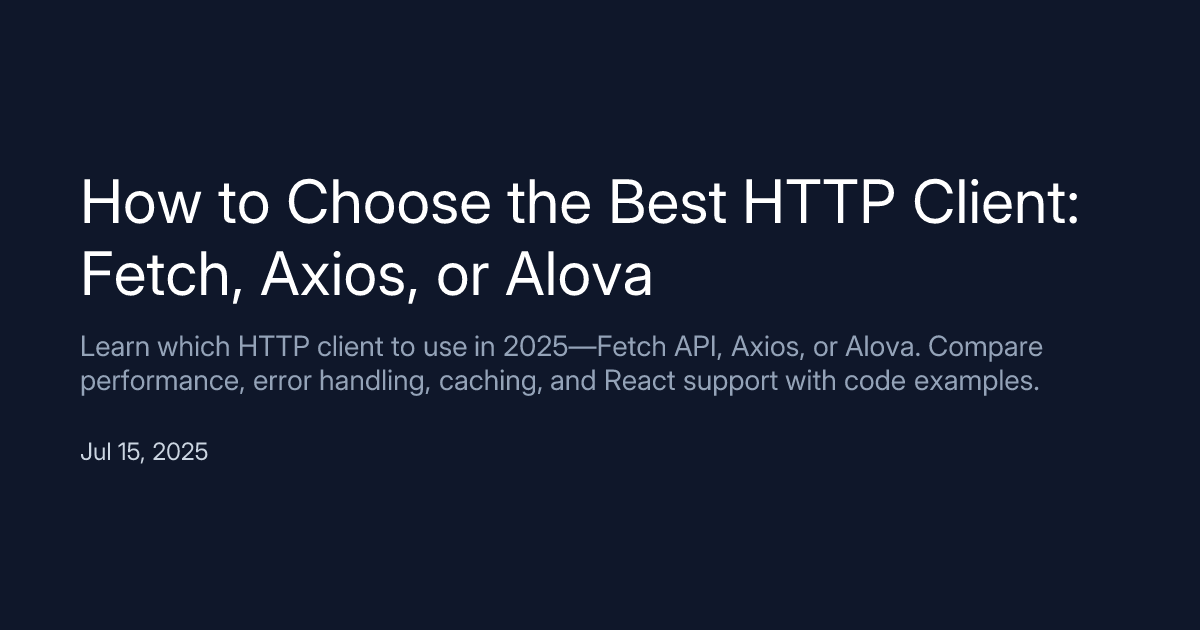 How to Choose the Best HTTP Client:
Fetch, Axios, or Alova
Learn which HTTP client to use in 2025—Fetch API, Axios, or Alova. Compare
performance, error handling, caching, and React support with code examples.
Jul 15, 2025